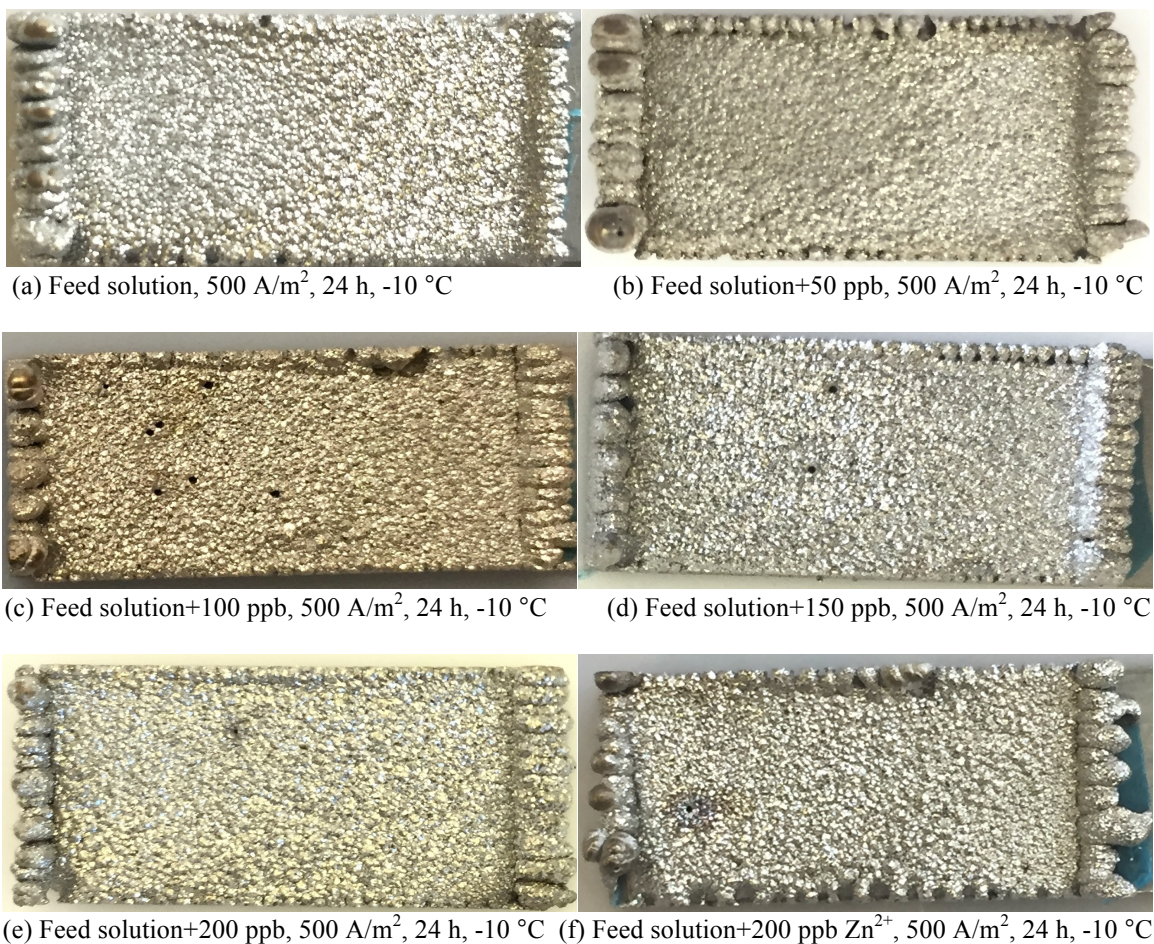 (a) Feed solution, 500 A/m², 24 h, -10 °C
(b) Feed solution+50 ppb, 500 A/m², 24 h, -10 °C
(c) Feed solution+100 ppb, 500 A/m², 24 h, -10 °C
(d) Feed solution+150 ppb, 500 A/m², 24 h, -10 °C
(e) Feed solution+200 ppb, 500 A/m², 24 h, -10 °C
(f) Feed solution+200 ppb Zn²⁺, 500 A/m², 24 h, -10 °C